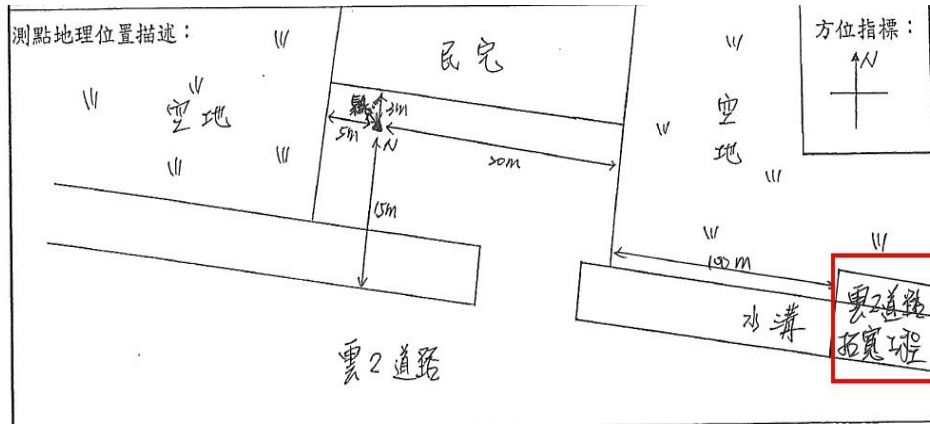 測點地理位置描述：
方位指標：
N
民宅
空地
空地
3m
5m
N
30m
15m
100m
水溝
雲2道路
拓寬工程
雲2道路